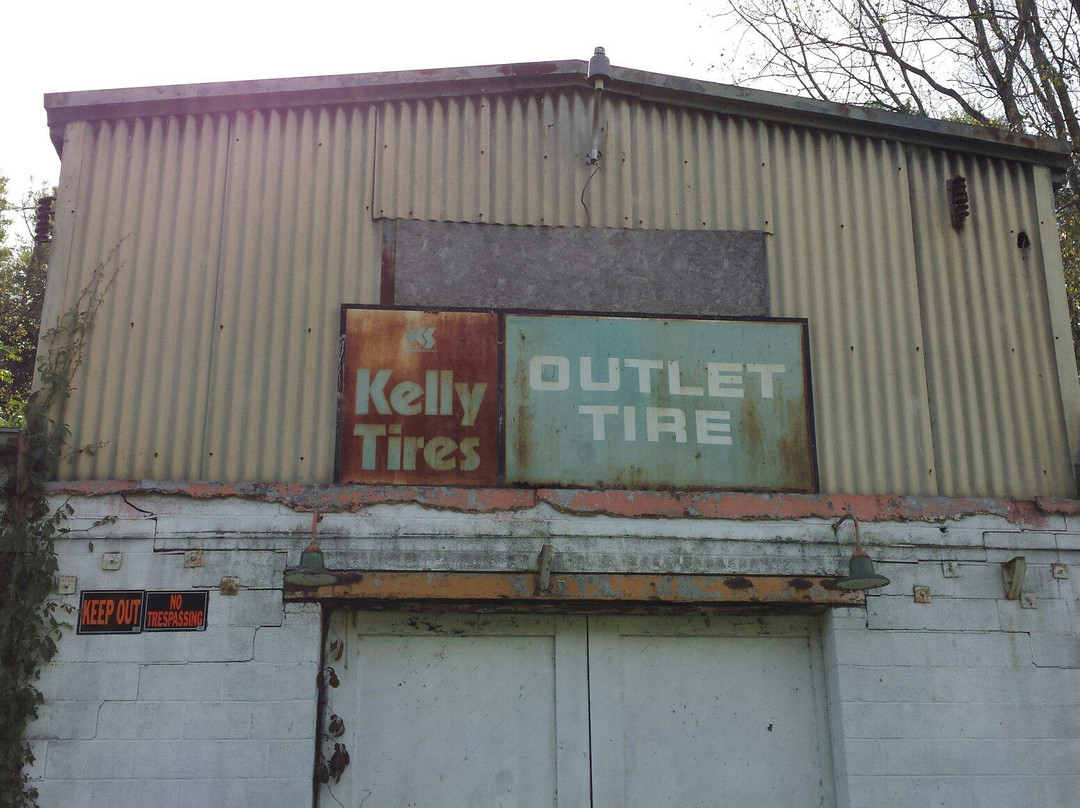 Kelly
Tires
OUTLET
TIRE
KEEP OUT
NO
TRESPASSING